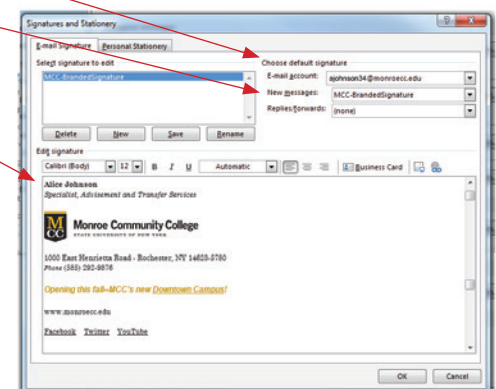 Signatures and Stationery
E-mail Signature Personal Stationery
Select signature to edit
MCC-BrandedSignature
Delete New Save Rename
Choose default signature
E-mail account: ajohnson34@monroecc.edu
New messages: MCC-BrandedSignature
Replies/forwards: (none)
Edit signature
Calibri (Body) 12 B I U Automatic Business Card
Alice Johnson
Specialist, Advisement and Transfer Services
M
CC
Monroe Community College
STATE UNIVERSITY OF NEW YORK
1000 East Henrietta Road - Rochester, NY 14623-5780
Phone (585) 292-9876
Opening this fall–MCC's new Downtown Campus!
www.monroecc.edu
Facebook Twitter YouTube
OK Cancel